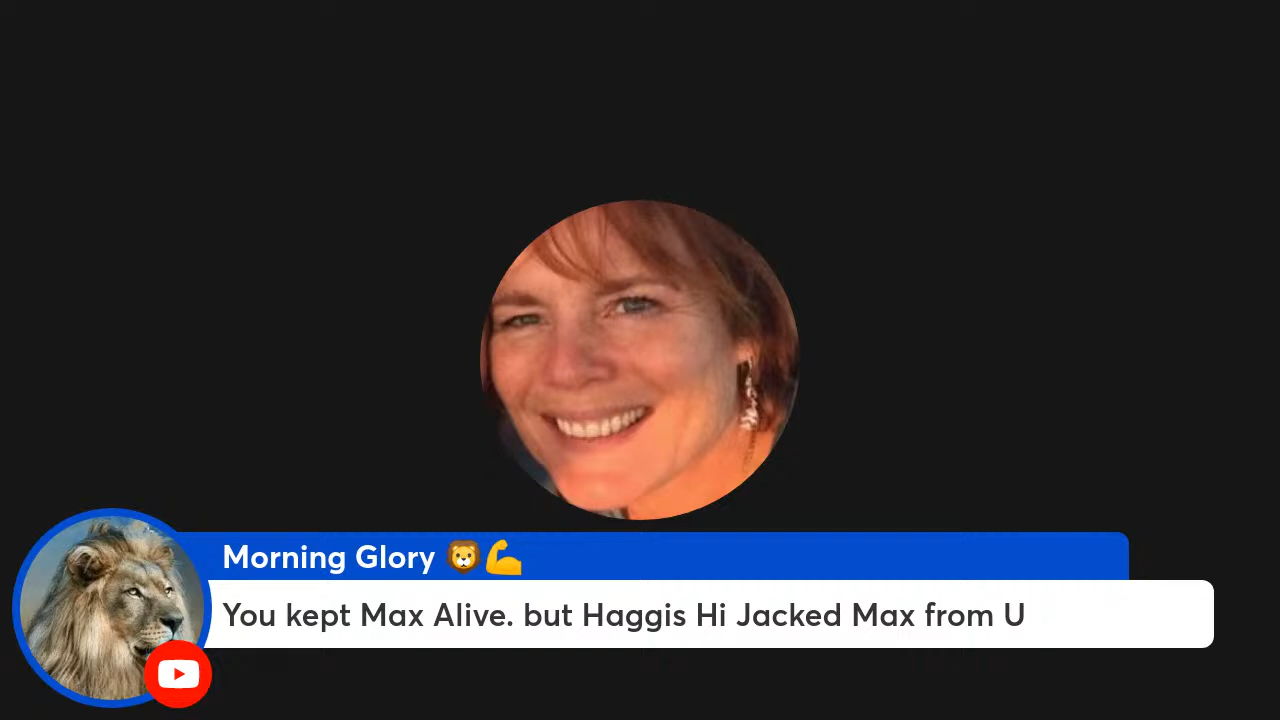 Morning Glory 🦁💪
You kept Max Alive. but Haggis Hi Jacked Max from U